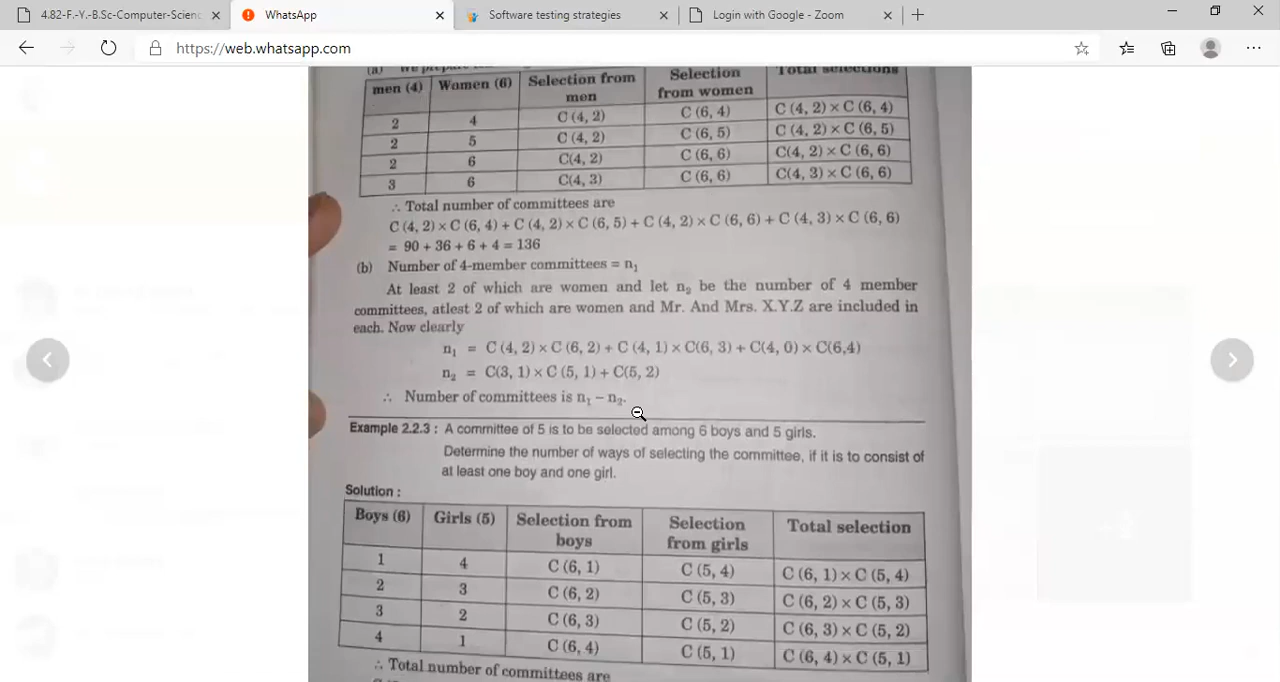 4.82-F.-Y.-B.Sc-Computer-Scien
WhatsApp
Software testing strategies
Login with Google - Zoom
https://web.whatsapp.com
(a) We prepare
men (4) Women (6) Selection from men Selection from women Total selections
2 4 C (4, 2) C (6, 4) C (4, 2) × C (6, 4)
2 5 C (4, 2) C (6, 5) C (4, 2) × C (6, 5)
2 6 C(4, 2) C (6, 6) C(4, 2) × C (6, 6)
3 6 C(4, 3) C (6, 6) C(4, 3) × C (6, 6)
∴ Total number of committees are
C (4, 2) × C (6, 4) + C (4, 2) × C (6, 5) + C (4, 2) × C (6, 6) + C (4, 3) × C (6, 6)
= 90 + 36 + 6 + 4 = 136
(b) Number of 4-member committees = n₁
At least 2 of which are women and let n₂ be the number of 4 member
committees, atlest 2 of which are women and Mr. And Mrs. X.Y.Z are included in
each. Now clearly
n₁ = C (4, 2) × C (6, 2) + C (4, 1) × C(6, 3) + C(4, 0) × C(6,4)
n₂ = C(3, 1) × C (5, 1) + C(5, 2)
∴ Number of committees is n₁ – n₂.
Example 2.2.3 : A committee of 5 is to be selected among 6 boys and 5 girls.
Determine the number of ways of selecting the committee, if it is to consist of
at least one boy and one girl.
Solution :
Boys (6) Girls (5) Selection from boys Selection from girls Total selection
1 4 C (6, 1) C (5, 4) C (6, 1) × C (5, 4)
2 3 C (6, 2) C (5, 3) C (6, 2) × C (5, 3)
3 2 C (6, 3) C (5, 2) C (6, 3) × C (5, 2)
4 1 C (6, 4) C (5, 1) C (6, 4) × C (5, 1)
∴ Total number of committees are